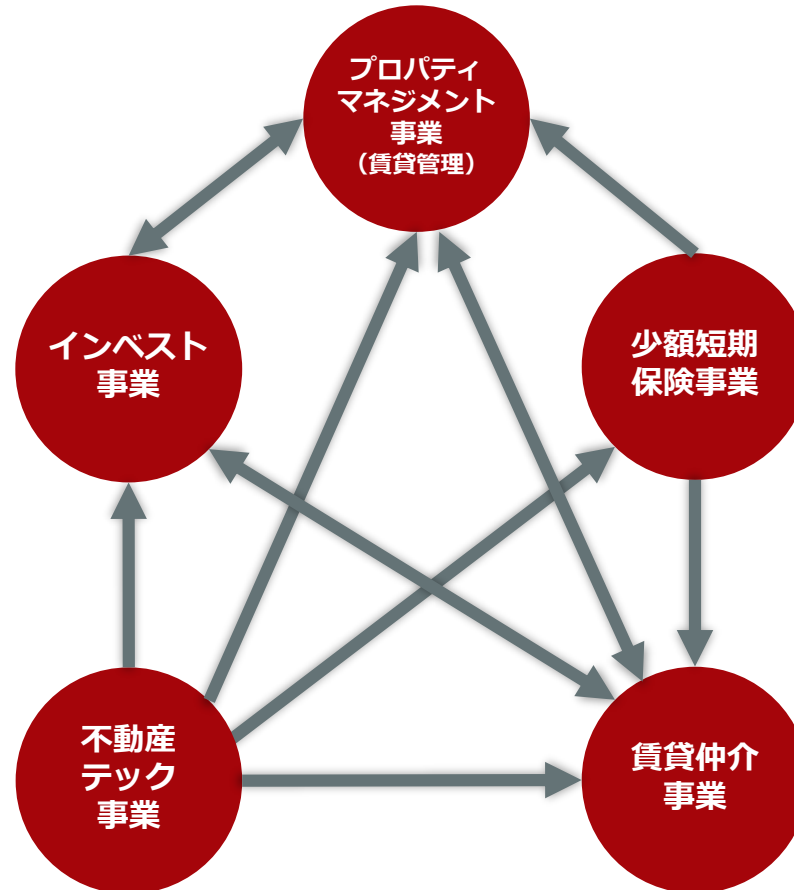 プロパティ
マネジメント
事業
（賃貸管理）
インベスト
事業
少額短期
保険事業
不動産
テック
事業
賃貸仲介
事業